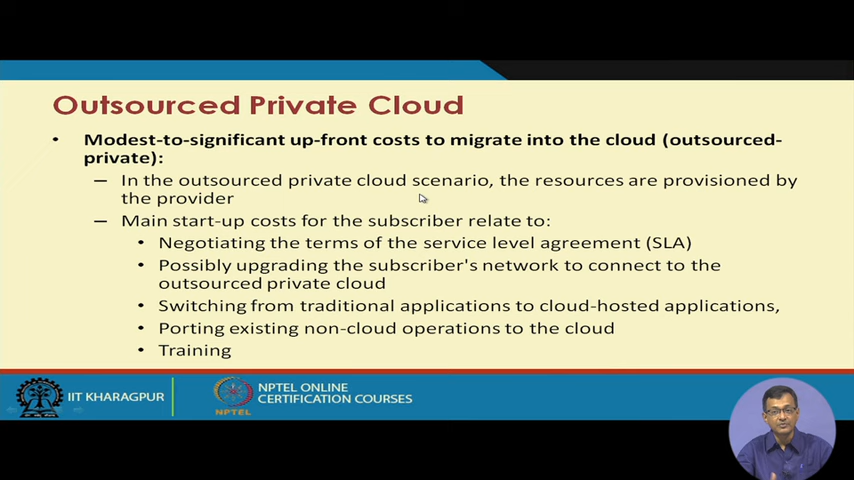 Outsourced Private Cloud
• Modest-to-significant up-front costs to migrate into the cloud (outsourced-
private):
– In the outsourced private cloud scenario, the resources are provisioned by
the provider
– Main start-up costs for the subscriber relate to:
• Negotiating the terms of the service level agreement (SLA)
• Possibly upgrading the subscriber's network to connect to the
outsourced private cloud
• Switching from traditional applications to cloud-hosted applications,
• Porting existing non-cloud operations to the cloud
• Training
IIT KHARAGPUR
NPTEL
NPTEL ONLINE
CERTIFICATION COURSES